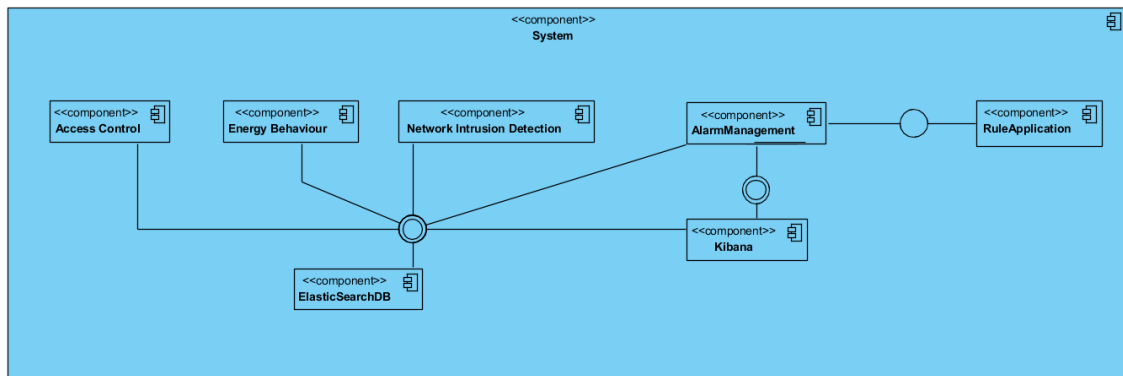 <<component>>
System
<<component>>
Access Control
<<component>>
Energy Behaviour
<<component>>
Network Intrusion Detection
<<component>>
AlarmManagement
<<component>>
RuleApplication
<<component>>
Kibana
<<component>>
ElasticSearchDB